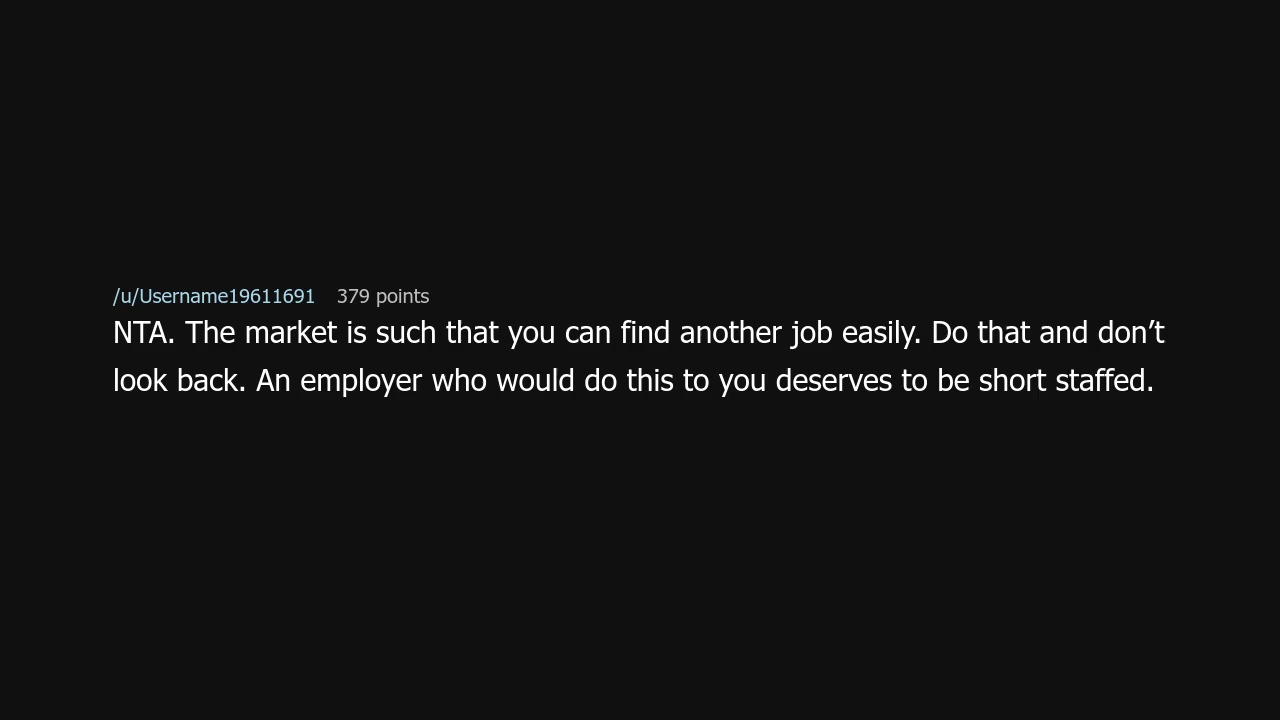 /u/Username19611691 379 points
NTA. The market is such that you can find another job easily. Do that and don’t
look back. An employer who would do this to you deserves to be short staffed.